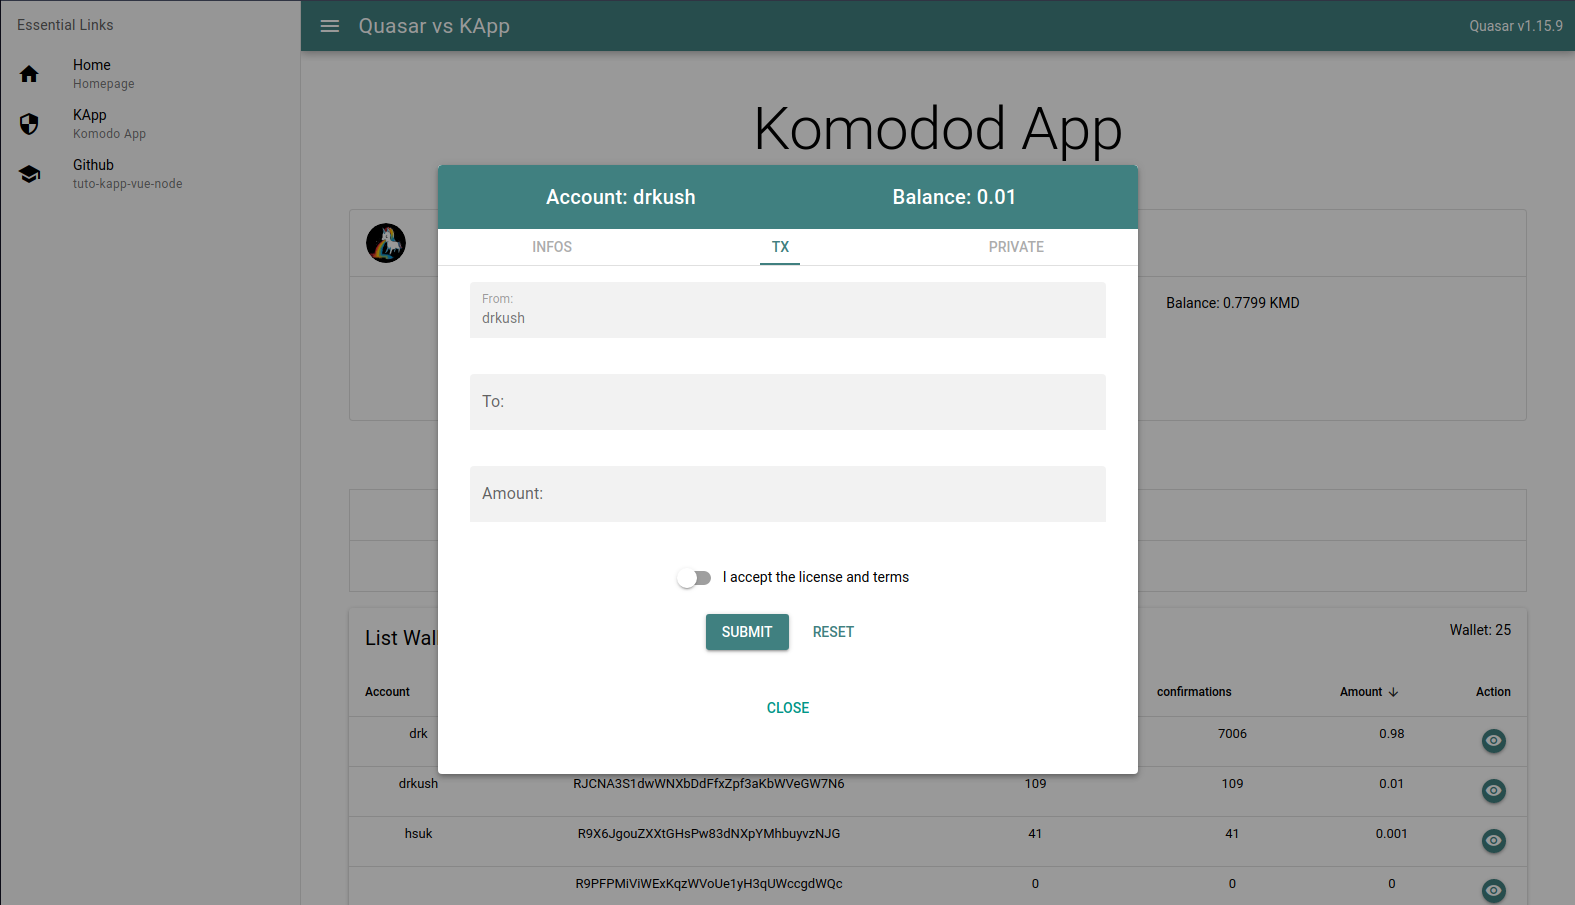 Essential Links
Home
Homepage
KApp
Komodo App
Github
tuto-kapp-vue-node
Quasar vs KApp
Quasar v1.15.9
Komodod App
Account: drkush Balance: 0.01
INFOS TX PRIVATE
From:
drkush
To:
Amount:
I accept the license and terms
SUBMIT RESET
CLOSE
Balance: 0.7799 KMD
List Wal
Wallet: 25
Account confirmations Amount Action
drk 7006 0.98
drkush RJCNA3S1dwWNXbDdFfxZpf3aKbWVeGW7N6 109 109 0.01
hsuk R9X6JgouZXXtGHsPw83dNXpYMhbuyvzNJG 41 41 0.001
R9PFPMiViWExKqzWVoUe1yH3qUWccgdWQc 0 0 0